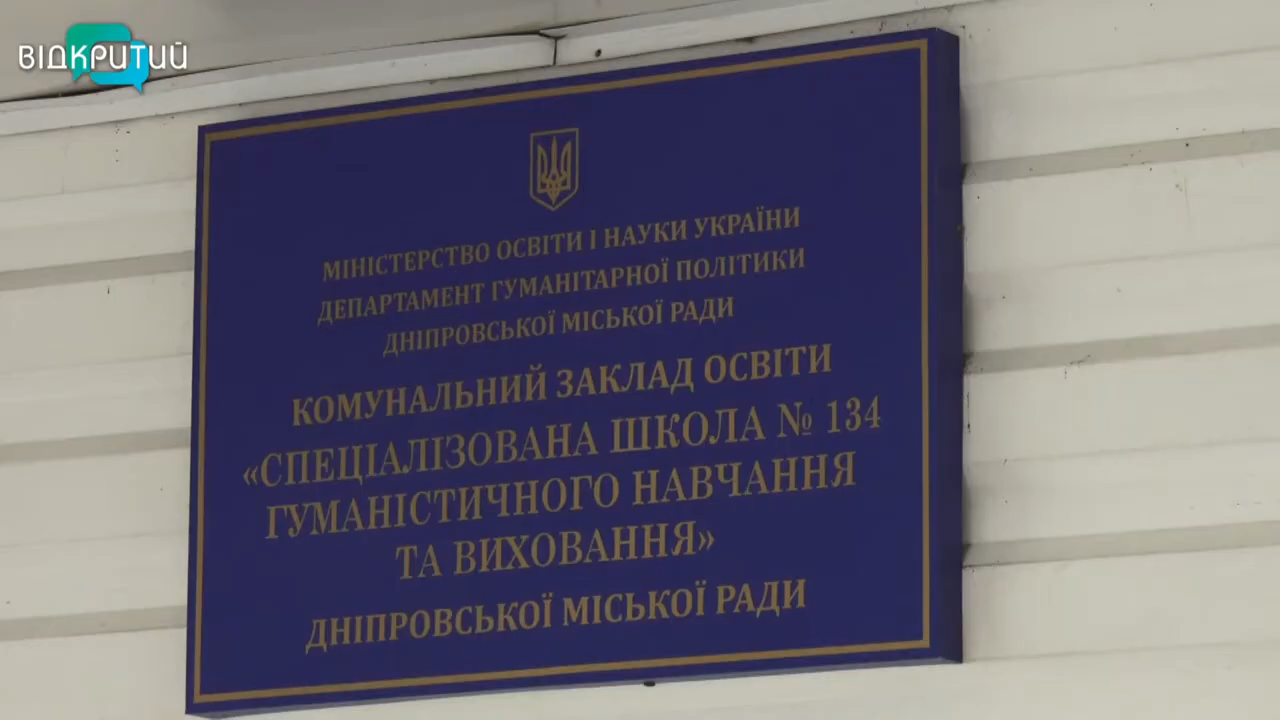 ВІДКРИТИЙ
МІНІСТЕРСТВО ОСВІТИ І НАУКИ УКРАЇНИ
ДЕПАРТАМЕНТ ГУМАНІТАРНОЇ ПОЛІТИКИ
ДНІПРОВСЬКОЇ МІСЬКОЇ РАДИ
КОМУНАЛЬНИЙ ЗАКЛАД ОСВІТИ
«СПЕЦІАЛІЗОВАНА ШКОЛА № 134
ГУМАНІСТИЧНОГО НАВЧАННЯ
ТА ВИХОВАННЯ»
ДНІПРОВСЬКОЇ МІСЬКОЇ РАДИ